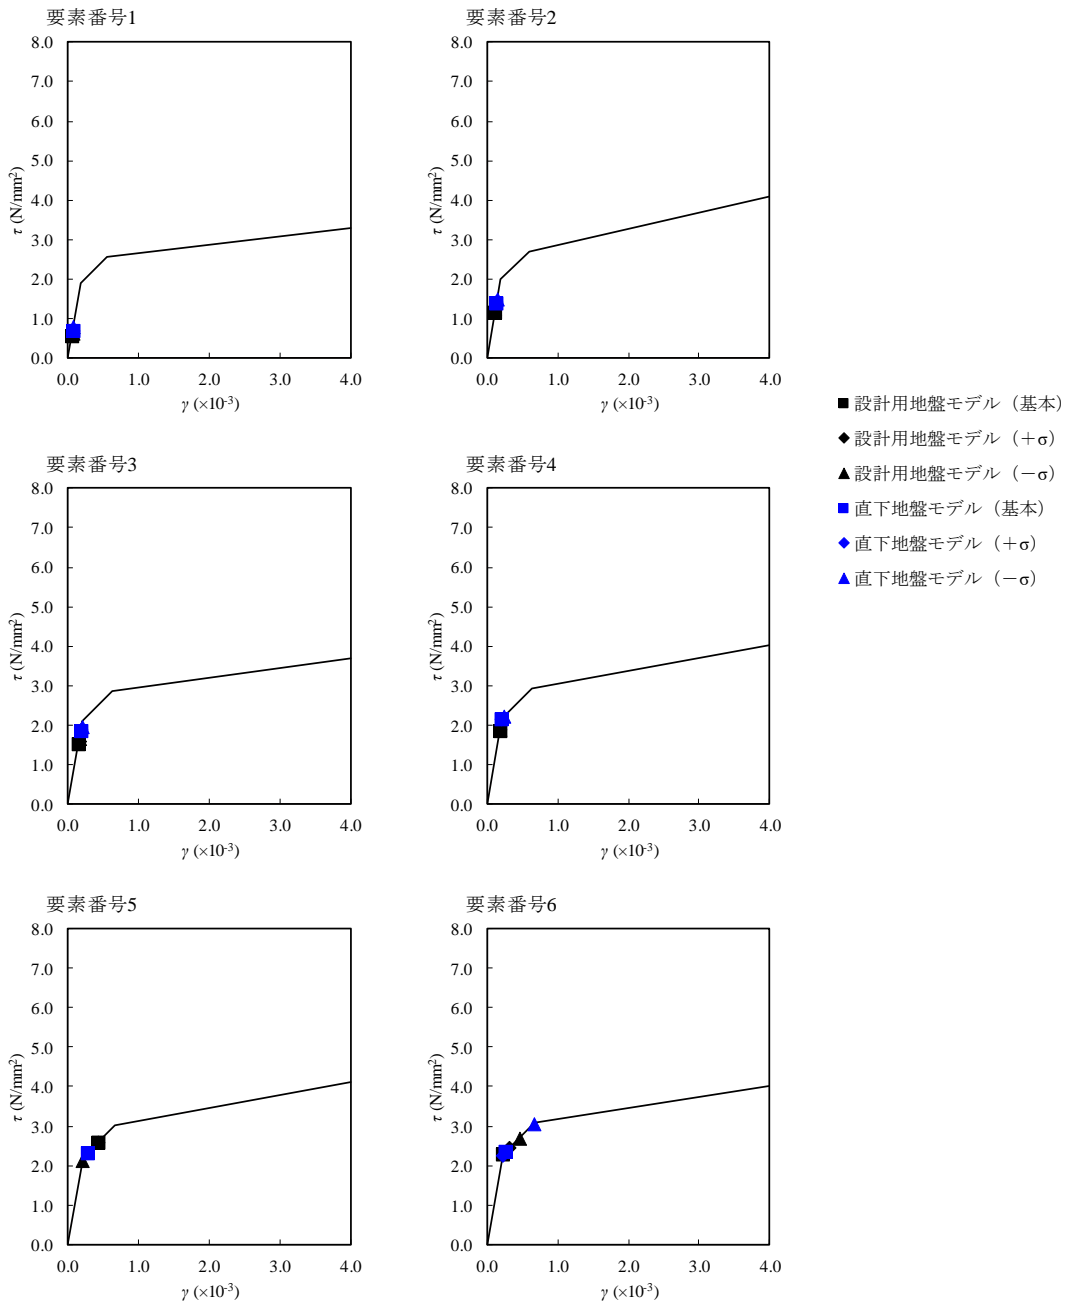 要素番号1
8.0
7.0
6.0
5.0
4.0
3.0
2.0
1.0
0.0
τ (N/mm²)
0.0 1.0 2.0 3.0 4.0
γ (×10⁻³)
要素番号2
8.0
7.0
6.0
5.0
4.0
3.0
2.0
1.0
0.0
τ (N/mm²)
0.0 1.0 2.0 3.0 4.0
γ (×10⁻³)
設計用地盤モデル（基本）
設計用地盤モデル（＋σ）
設計用地盤モデル（－σ）
直下地盤モデル（基本）
直下地盤モデル（＋σ）
直下地盤モデル（－σ）
要素番号3
8.0
7.0
6.0
5.0
4.0
3.0
2.0
1.0
0.0
τ (N/mm²)
0.0 1.0 2.0 3.0 4.0
γ (×10⁻³)
要素番号4
8.0
7.0
6.0
5.0
4.0
3.0
2.0
1.0
0.0
τ (N/mm²)
0.0 1.0 2.0 3.0 4.0
γ (×10⁻³)
要素番号5
8.0
7.0
6.0
5.0
4.0
3.0
2.0
1.0
0.0
τ (N/mm²)
0.0 1.0 2.0 3.0 4.0
γ (×10⁻³)
要素番号6
8.0
7.0
6.0
5.0
4.0
3.0
2.0
1.0
0.0
τ (N/mm²)
0.0 1.0 2.0 3.0 4.0
γ (×10⁻³)